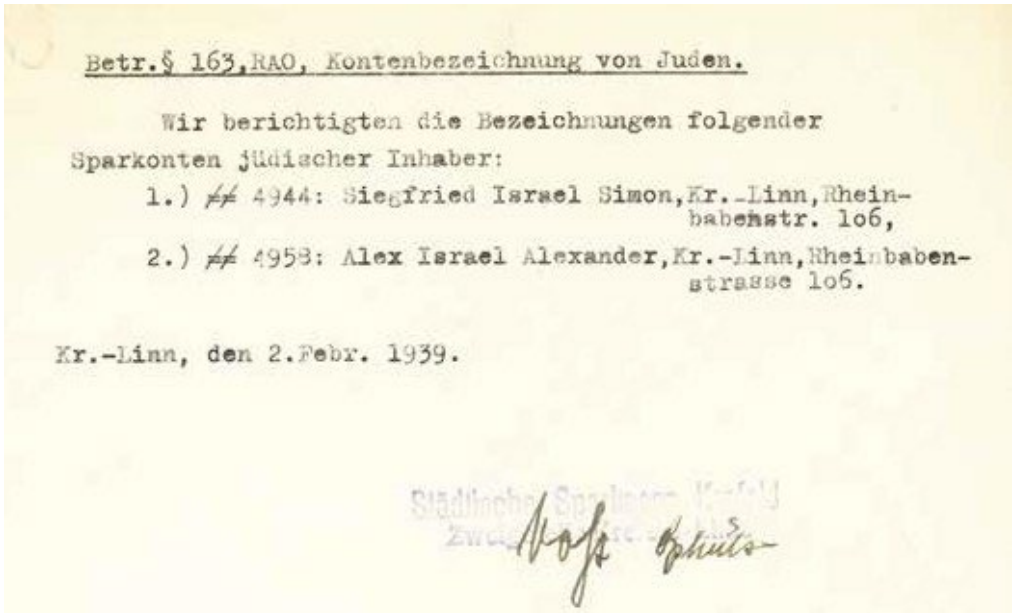 Betr.§ 163,RAO, Kontenbezeichnung von Juden.
Wir berichtigten die Bezeichnungen folgender
Sparkonten jüdischer Inhaber:
1.) ## 4944: Siegfried Israel Simon,Kr.-Linn,Rhein-
babenstr. 1o6,
2.) ## 4958: Alex Israel Alexander,Kr.-Linn,Rheinbaben-
strasse 1o6.
Kr.-Linn, den 2.Febr. 1939.
Städtische Sparkasse Krefeld